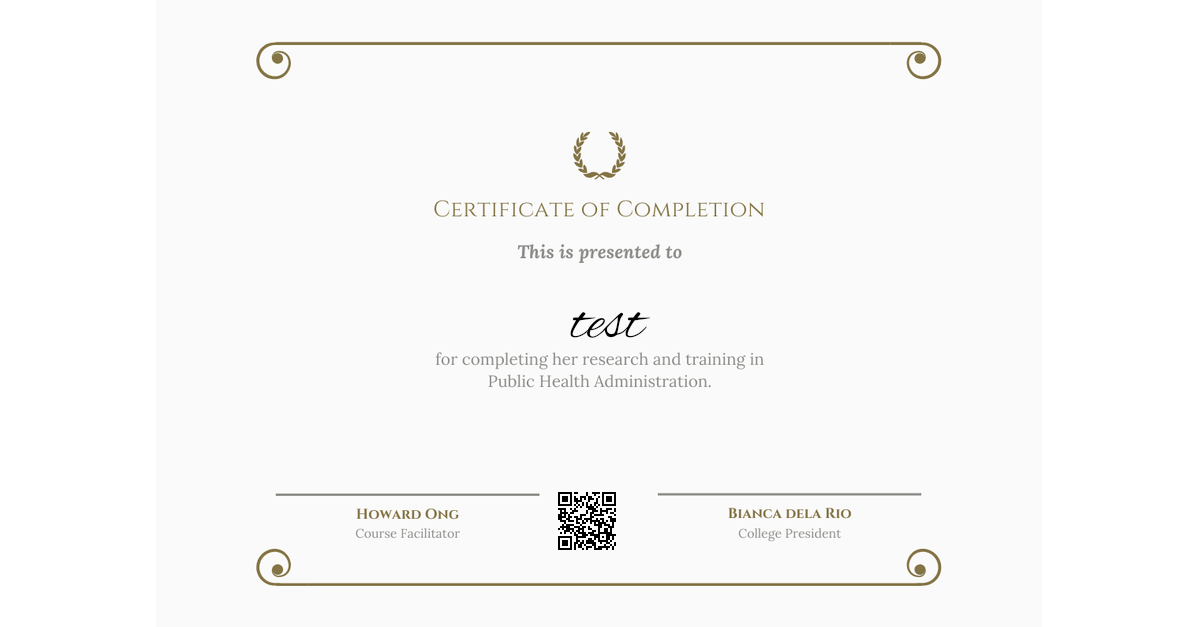 Certificate of Completion
This is presented to
test
for completing her research and training in
Public Health Administration.
Howard Ong
Course Facilitator
Bianca dela Rio
College President